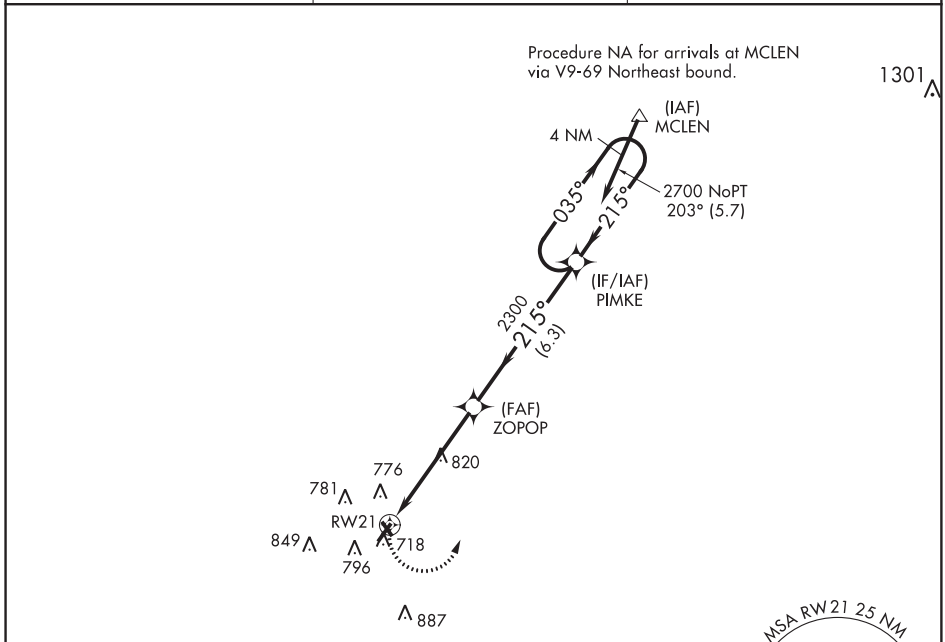 Procedure NA for arrivals at MCLEN
via V9-69 Northeast bound.
1301
(IAF)
MCLEN
4 NM
2700 NoPT
203° (5.7)
035°
215°
(IF/IAF)
PIMKE
2300
215°
(6.3)
(FAF)
ZOPOP
820
776
781
RW21
849
718
796
887
MSA RW21 25 NM